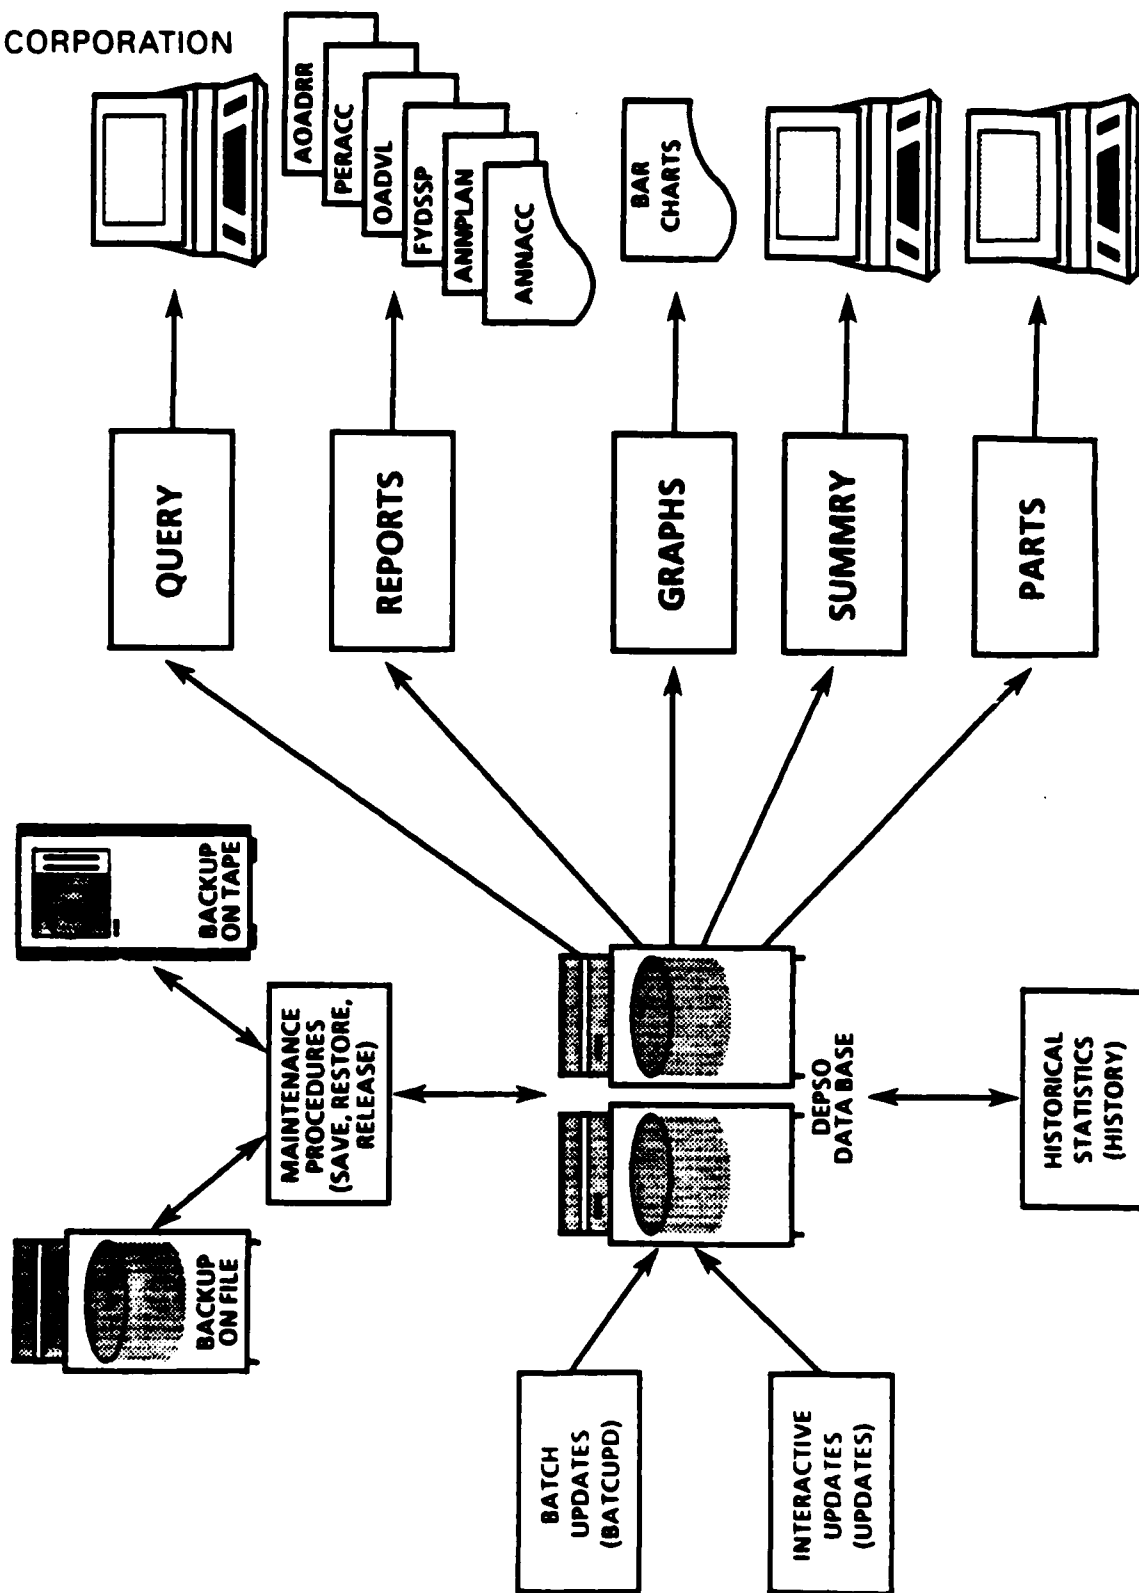 CORPORATION
BACKUP
ON FILE
BACKUP
ON TAPE
MAINTENANCE
PROCEDURES
(SAVE, RESTORE,
RELEASE)
BATCH
UPDATES
(BATCUPD)
INTERACTIVE
UPDATES
(UPDATES)
DEPSO
DATA BASE
HISTORICAL
STATISTICS
(HISTORY)
QUERY
REPORTS
AOADRR
PERACC
OADVL
FYDSSP
ANNPLAN
ANNACC
GRAPHS
BAR
CHARTS
SUMMRY
PARTS